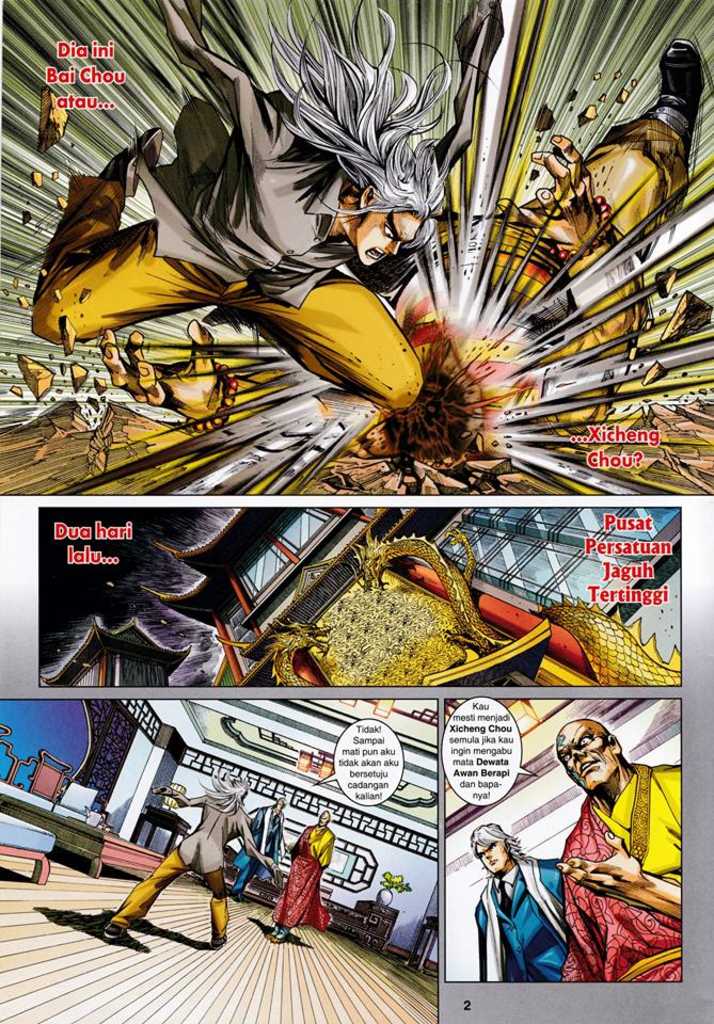 Dia ini
Bai Chou
atau...
...Xicheng
Chou?
Dua hari
lalu...
Pusat
Persatuan
Jaguh
Tertinggi
Tidak!
Sampai
mati pun aku
tidak akan aku
bersetuju
cadangan
kalian!
Kau
mesti menjadi
Xicheng Chou
semula jika kau
ingin mengabu
mata Dewata
Awan Berapi
dan bapa-
nya!
2